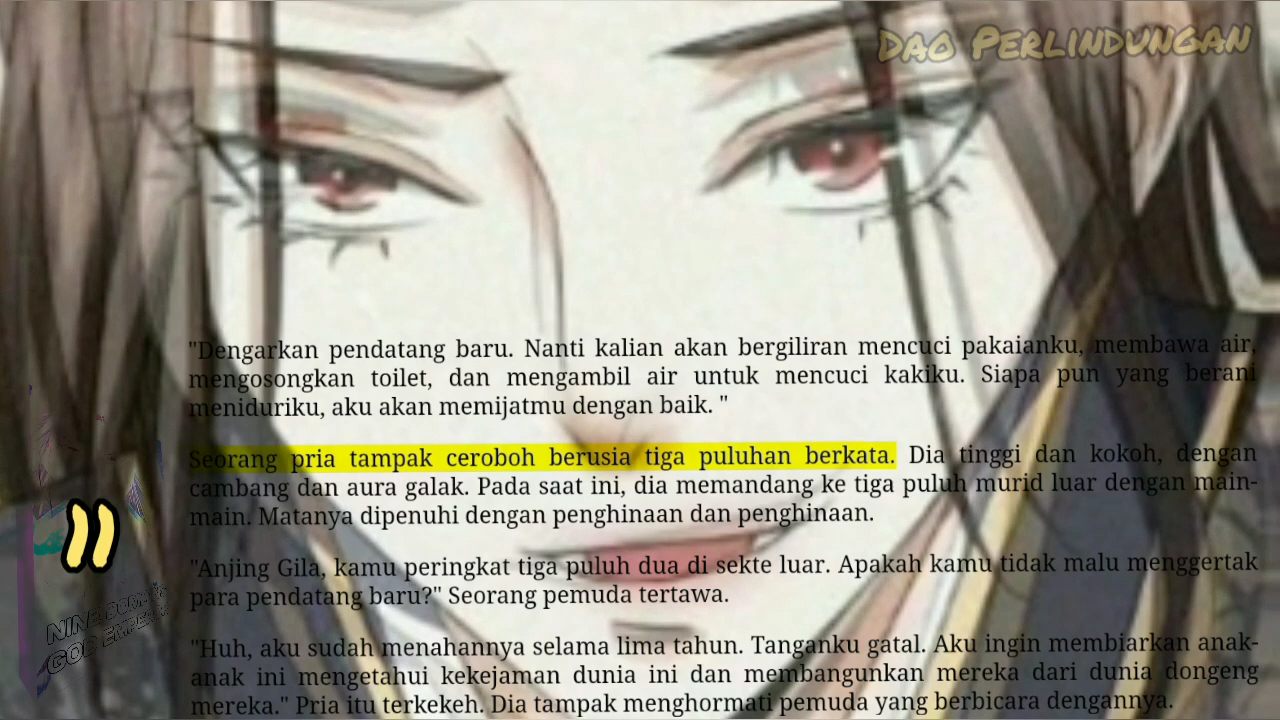 Dao Perlindungan
"Dengarkan pendatang baru. Nanti kalian akan bergiliran mencuci pakaianku, membawa air,
mengosongkan toilet, dan mengambil air untuk mencuci kakiku. Siapa pun yang berani
meniduriku, aku akan memijatmu dengan baik. "
Seorang pria tampak ceroboh berusia tiga puluhan berkata. Dia tinggi dan kokoh, dengan
cambang dan aura galak. Pada saat ini, dia memandang ke tiga puluh murid luar dengan main-
main. Matanya dipenuhi dengan penghinaan dan penghinaan.
"Anjing Gila, kamu peringkat tiga puluh dua di sekte luar. Apakah kamu tidak malu menggertak
para pendatang baru?" Seorang pemuda tertawa.
"Huh, aku sudah menahannya selama lima tahun. Tanganku gatal. Aku ingin membiarkan anak-
anak ini mengetahui kekejaman dunia ini dan membangunkan mereka dari dunia dongeng
mereka." Pria itu terkekeh. Dia tampak menghormati pemuda yang berbicara dengannya.